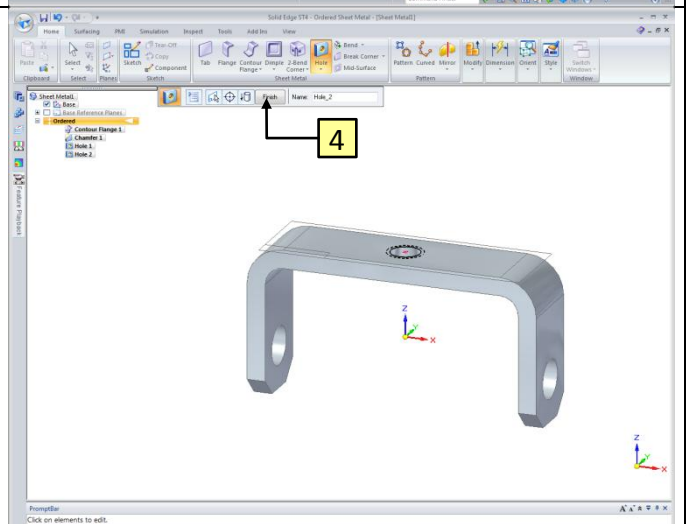 Solid Edge ST4 - Ordered Sheet Metal - [Sheet Metal1]
Home Surfacing PMI Simulation Inspect Tools Add Ins View
Paste Select Sketch Tear-Off Copy Component Tab Flange Contour Flange Dimple 2-Bend Corner Hole Bend Break Corner Mid-Surface Pattern Curved Mirror Modify Dimension Orient Style Switch Windows
Clipboard Select Planes Sketch Sheet Metal Pattern Window
Sheet Metal1 Finish Name: Hole_2
Base
Base Reference Planes
Ordered
Contour Flange 1
Chamfer 1
Hole 1
Hole 2
4
Feature Playback
Z
Y
X
Z
Y
X
PromptBar
Click on elements to edit.